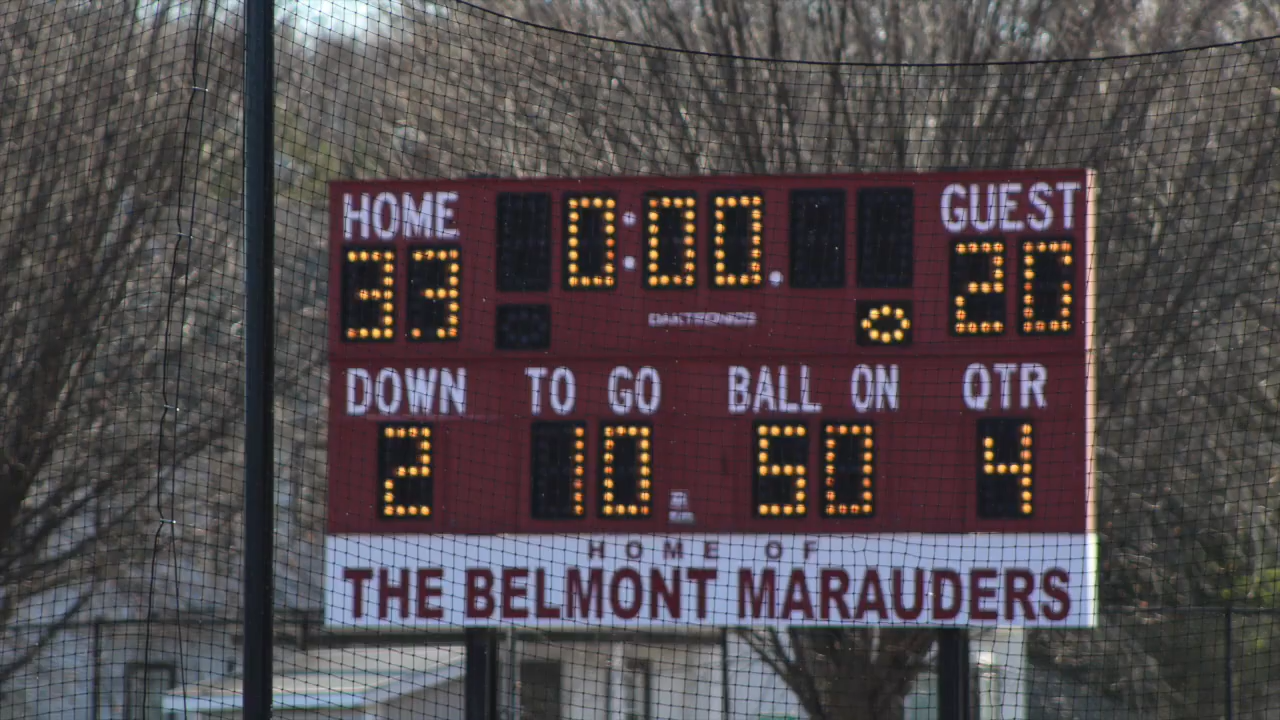 HOME 0:00 GUEST
33 20
DAKTRONICS
DOWN TO GO BALL ON QTR
2 10 50 4
HOME OF
THE BELMONT MARAUDERS